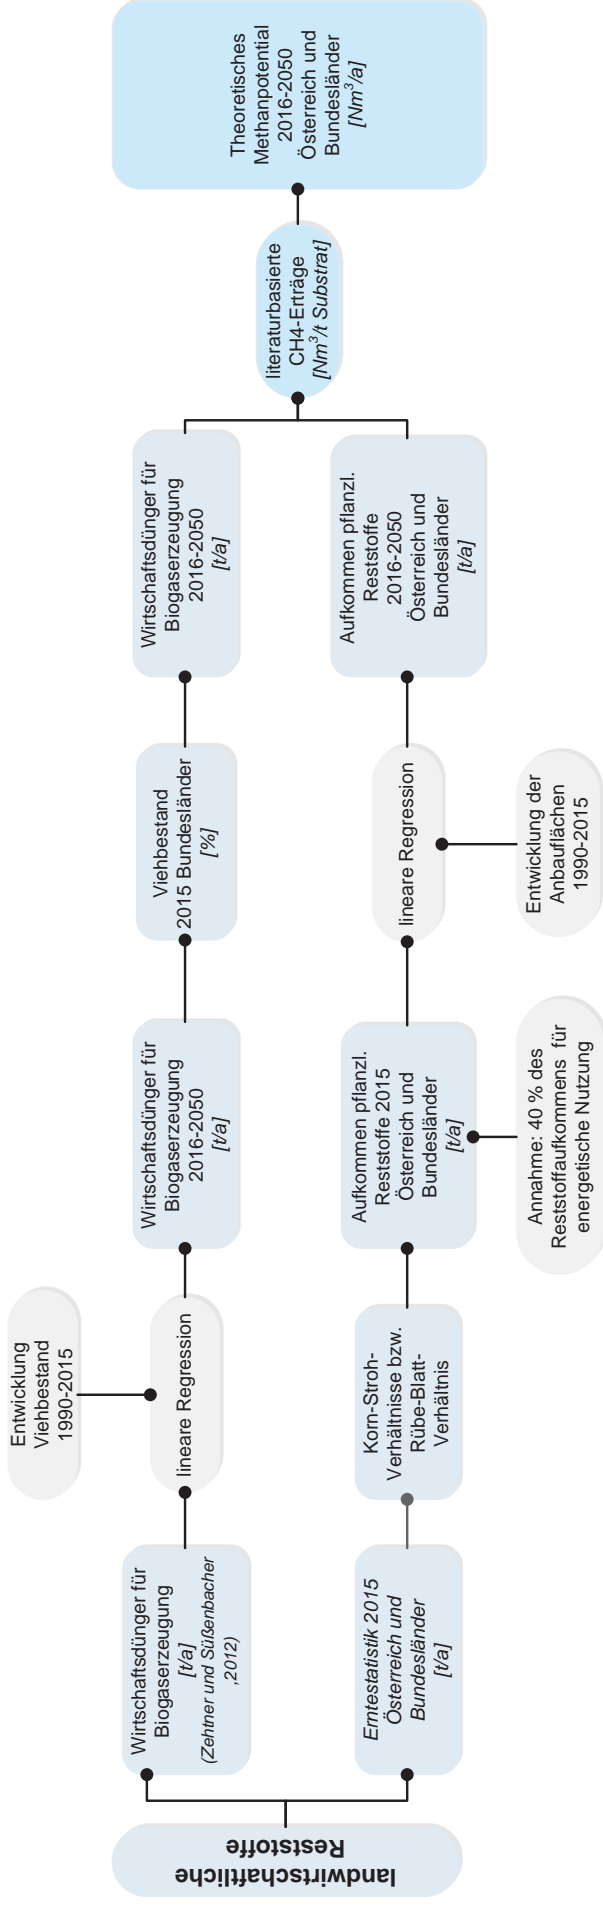 landwirtschaftliche
Reststoffe
Wirtschaftsdünger für
Biogaserzeugung
[t/a]
(Zehtner und Süßenbacher
,2012)
lineare Regression
Entwicklung
Viehbestand
1990-2015
Wirtschaftsdünger für
Biogaserzeugung
2016-2050
[t/a]
Viehbestand
2015 Bundesländer
[%]
Wirtschaftsdünger für
Biogaserzeugung
2016-2050
[t/a]
Erntestatistik 2015
Österreich und
Bundesländer
[t/a]
Korn-Stroh-
Verhältnisse bzw.
Rübe-Blatt-
Verhältnis
Aufkommen pflanzl.
Reststoffe 2015
Österreich und
Bundesländer
[t/a]
Annahme: 40 % des
Reststoffaufkommens für
energetische Nutzung
lineare Regression
Entwicklung der
Anbauflächen
1990-2015
Aufkommen pflanzl.
Reststoffe
2016-2050
Österreich und
Bundesländer
[t/a]
literaturbasierte
CH4-Erträge
[Nm³/t Substrat]
Theoretisches
Methanpotential
2016-2050
Österreich und
Bundesländer
[Nm³/a]